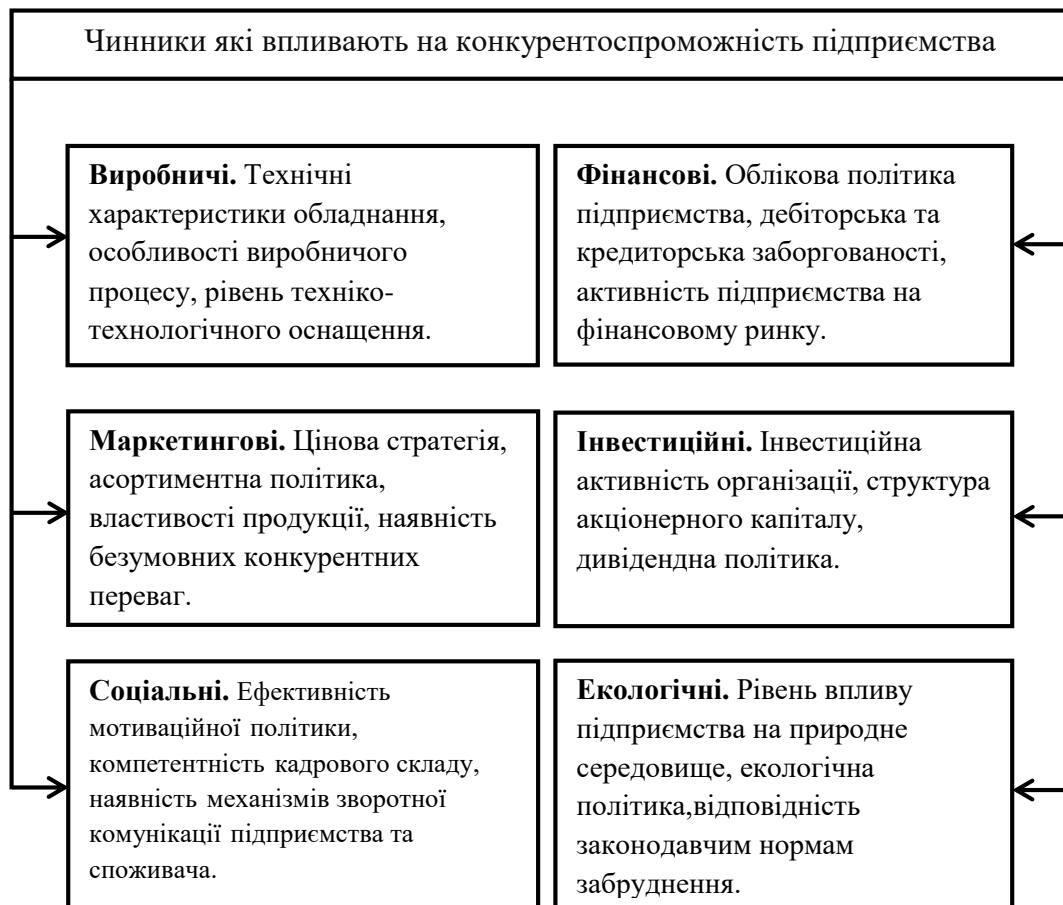 Чинники які впливають на конкурентоспроможність підприємства
Виробничі. Технічні
характеристики обладнання,
особливості виробничого
процесу, рівень техніко-
технологічного оснащення.
Фінансові. Облікова політика
підприємства, дебіторська та
кредиторська заборгованості,
активність підприємства на
фінансовому ринку.
Маркетингові. Цінова стратегія,
асортиментна політика,
властивості продукції, наявність
безумовних конкурентних
переваг.
Інвестиційні. Інвестиційна
активність організації, структура
акціонерного капіталу,
дивідендна політика.
Соціальні. Ефективність
мотиваційної політики,
компетентність кадрового складу,
наявність механізмів зворотної
комунікації підприємства та
споживача.
Екологічні. Рівень впливу
підприємства на природне
середовище, екологічна
політика,відповідність
законодавчим нормам
забруднення.